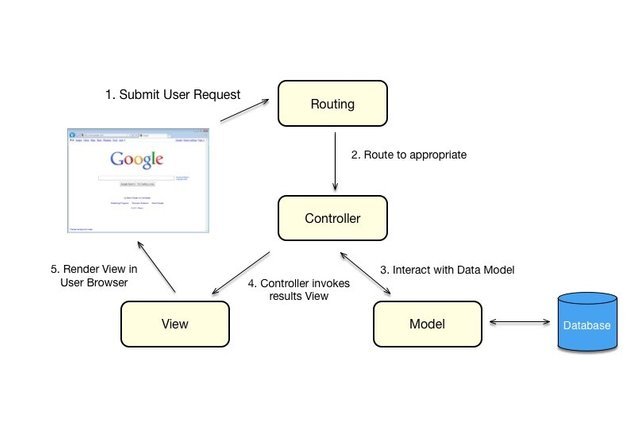 1. Submit User Request
Routing
Google
2. Route to appropriate
Controller
5. Render View in
User Browser
4. Controller invokes
results View
3. Interact with Data Model
View
Model
Database